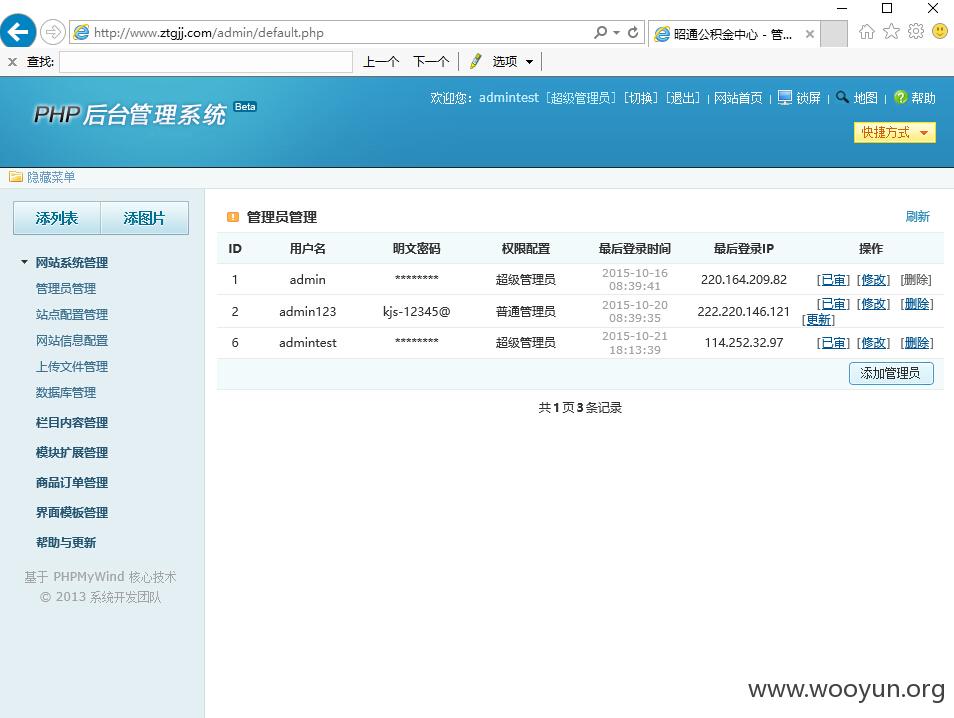 http://www.ztgjj.com/admin/default.php
昭通公积金中心 - 管...
查找:
上一个 下一个 选项
PHP 后台管理系统 Beta
欢迎您: admintest [超级管理员] [切换] [退出] | 网站首页 | 锁屏 | 地图 | 帮助
快捷方式
隐藏菜单
添列表 添图片
网站系统管理
管理员管理
站点配置管理
网站信息配置
上传文件管理
数据库管理
栏目内容管理
模块扩展管理
商品订单管理
界面模板管理
帮助与更新
基于 PHPMyWind 核心技术
© 2013 系统开发团队
管理员管理 刷新
ID 用户名 明文密码 权限配置 最后登录时间 最后登录IP 操作
1 admin ******** 超级管理员 2015-10-16 08:39:41 220.164.209.82 [已审] [修改] [删除]
2 admin123 kjs-12345@ 普通管理员 2015-10-20 08:39:35 222.220.146.121 [已审] [修改] [删除] [更新]
6 admintest ******** 超级管理员 2015-10-21 18:13:39 114.252.32.97 [已审] [修改] [删除]
添加管理员
共1页3条记录
www.wooyun.org